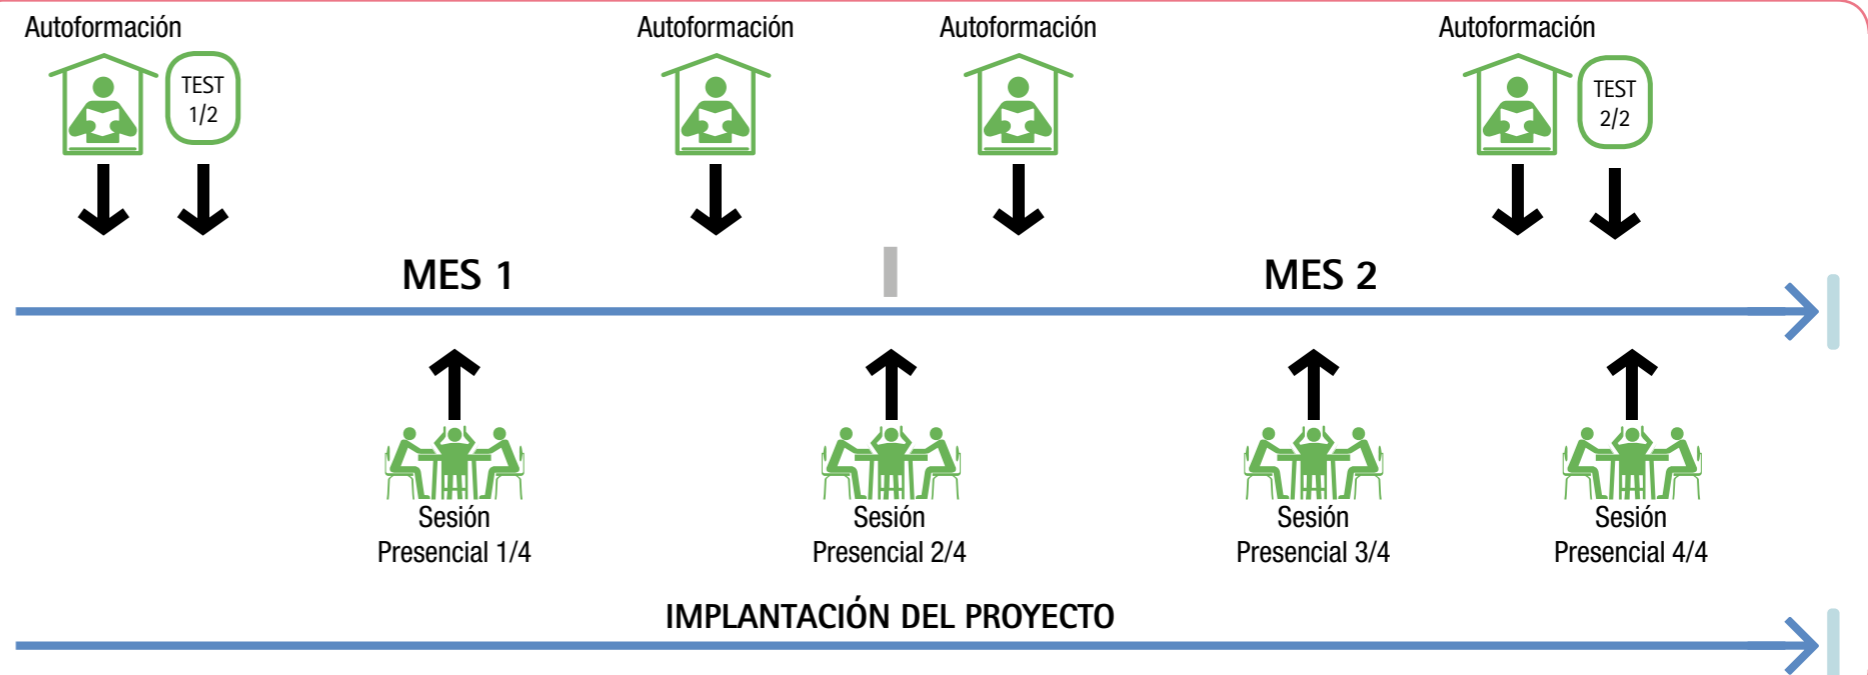 Autoformación
Autoformación
Autoformación
Autoformación
TEST
1/2
TEST
2/2
MES 1
MES 2
Sesión
Presencial 1/4
Sesión
Presencial 2/4
Sesión
Presencial 3/4
Sesión
Presencial 4/4
IMPLANTACIÓN DEL PROYECTO